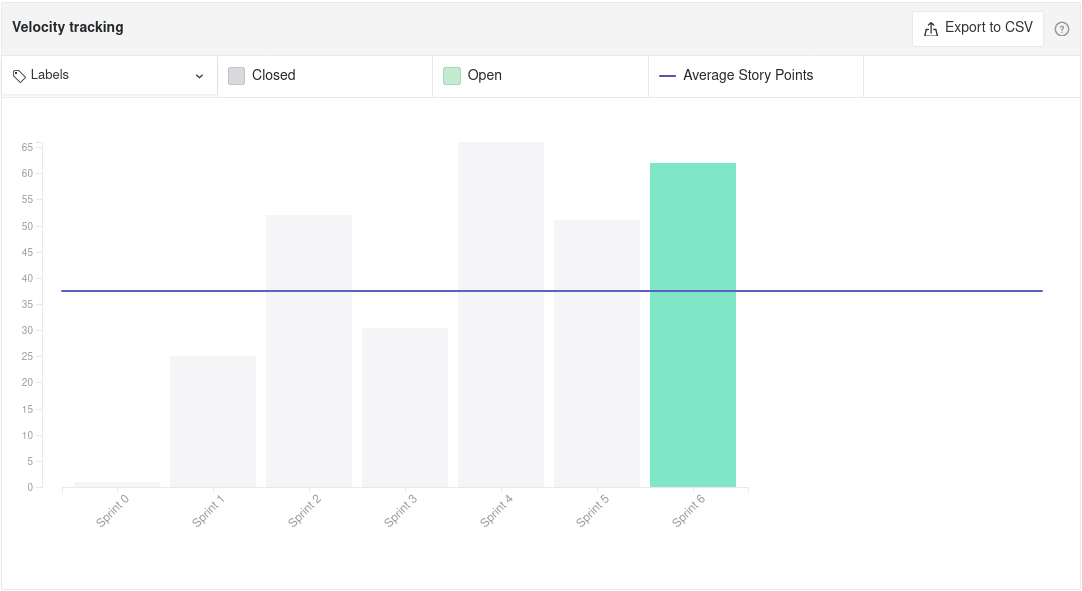 Velocity tracking
Export to CSV
?
Labels
Closed
Open
Average Story Points
65
60
55
50
45
40
35
30
25
20
15
10
5
0
Sprint 0
Sprint 1
Sprint 2
Sprint 3
Sprint 4
Sprint 5
Sprint 6